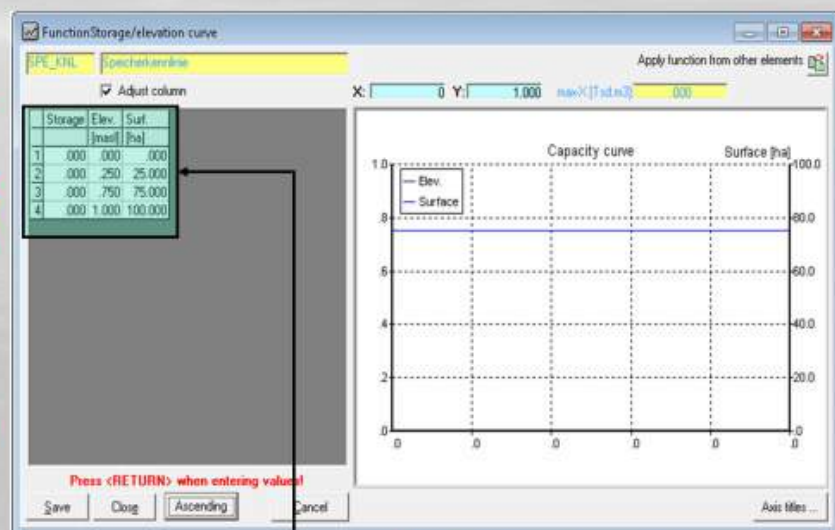 FunctionStorage/elevation curve
SPE_KNL Speicherkennlinie
Apply function from other elements
Adjust column
X: 0 Y: 1.000 max-X [Tsd.m3] .000
Storage Elev. Surf.
[masl] [ha]
1 .000 .000 .000
2 .000 .250 25.000
3 .000 .750 75.000
4 .000 1.000 100.000
Capacity curve
Surface [ha]
Elev.
Surface
1.0 100.0
.8 80.0
.6 60.0
.4 40.0
.2 20.0
.0 .0
.0 .0 .0 .0 .0 .0
Press <RETURN> when entering values!
Save Close Ascending Cancel
Axis titles ...